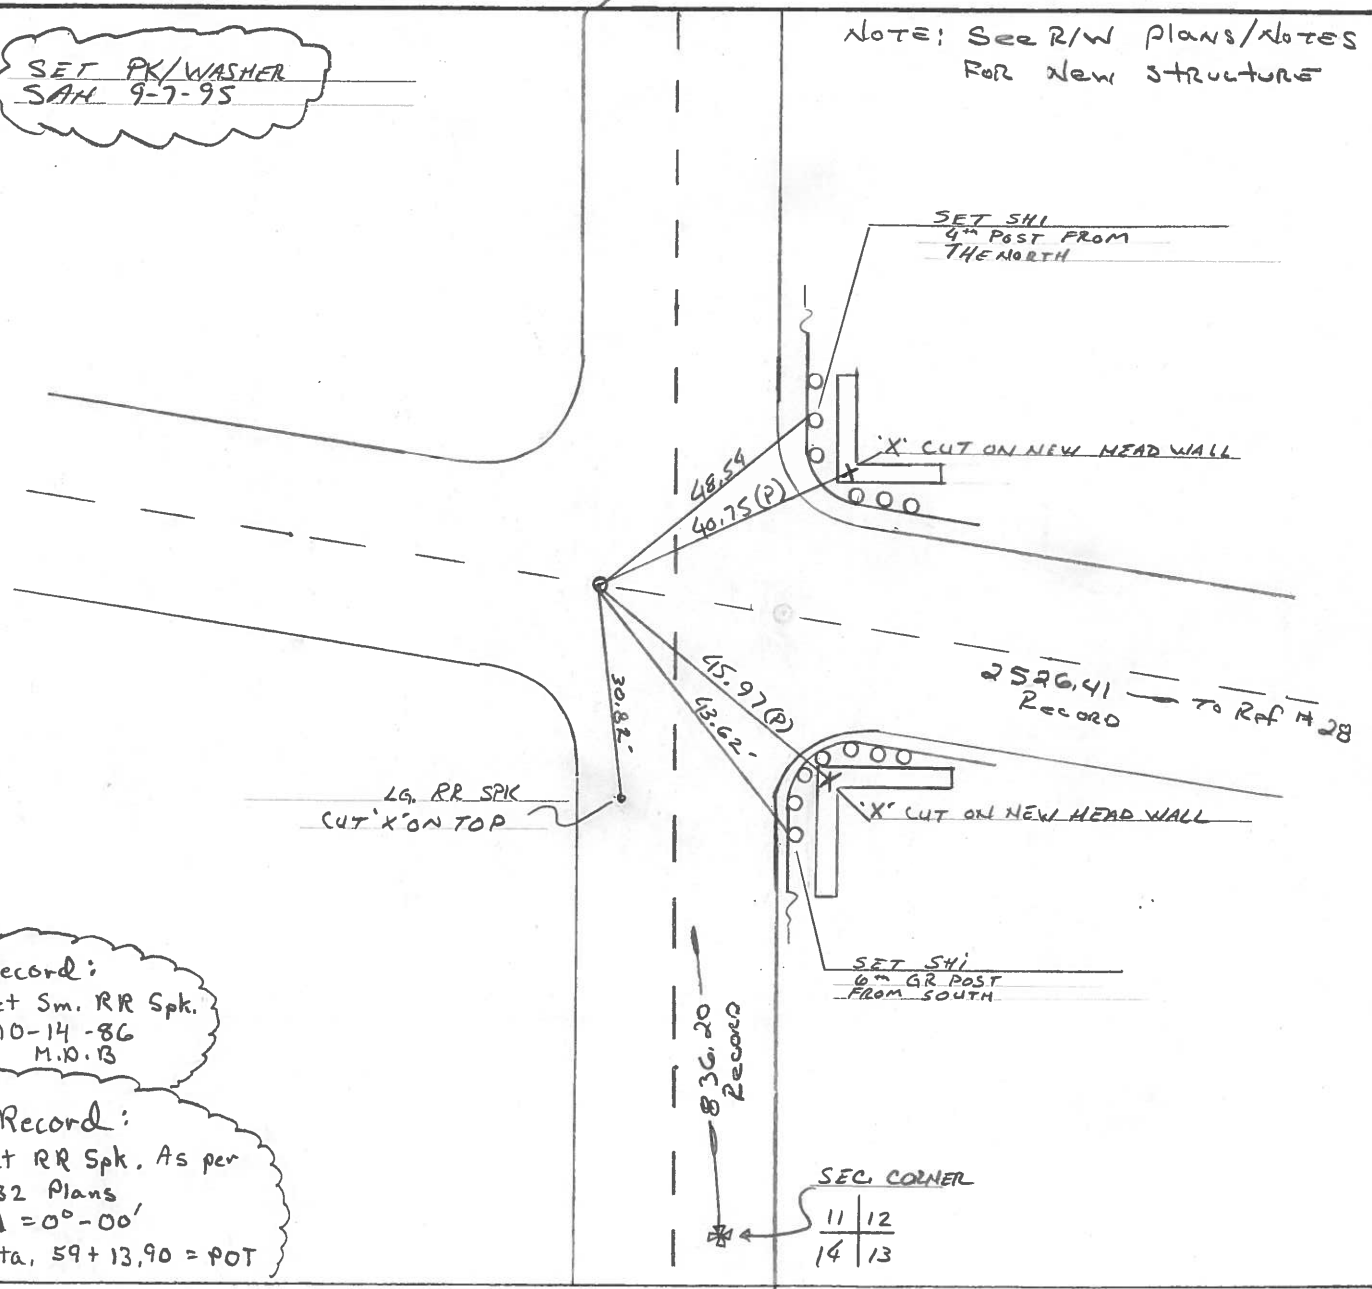 SET PK/WASHER
SAH 9-7-95
NOTE: See R/W Plans/NOTES
FOR New STRUCTURE
SET SHI
4TH POST FROM
THE NORTH
'X' CUT ON NEW HEAD WALL
48.54
40.75(P)
45.97(P)
43.62-
30.82-
2526.41
RECORD
TO Ref # 28
LG. RR SPK
CUT 'X' ON TOP
'X' CUT ON NEW HEAD WALL
SET SHI
6TH GR POST
FROM SOUTH
836.20
Record
ecord:
et Sm. RR Spk.
10-14-86
M.D.B
Record:
t RR Spk. As per
32 Plans
Δ = 0°-00'
ta. 59+13.90 = POT
SEC. CORNER
11 12
14 13